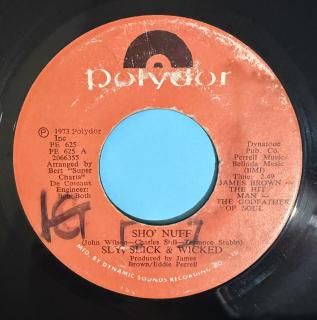 polydor
℗ 1973 Polydor
Inc
PE 625
PE 625 A
2066355
Arranged by
Bert "Super
Charts"
De Coteaux
Engineer:
Bob Both
Dynatone
Pub. Co.
Perrell Music/
Belinda Music
(BMI)
Time: 2:49
JAMES BROWN —
THE HIT
MAN — THE
GODFATHER
OF SOUL
KG
SHO' NUFF
(John Wilson—Charles Still—Terrance Stubbs)
SLY, SLICK & WICKED
Produced by James
Brown/Eddie Perrell
MFG BY DYNAMIC SOUNDS RECORDING CO.